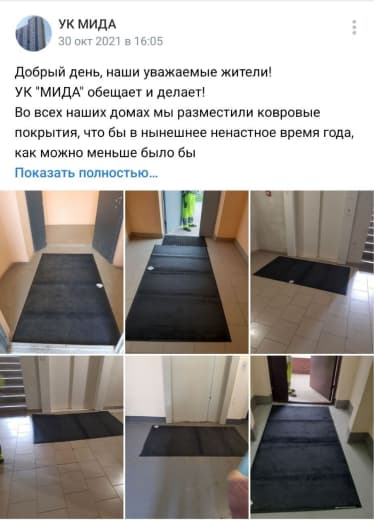 УК МИДА
30 окт 2021 в 16:05
Добрый день, наши уважаемые жители!
УК "МИДА" обещает и делает!
Во всех наших домах мы разместили ковровые
покрытия, что бы в нынешнее ненастное время года,
как можно меньше было бы
Показать полностью...